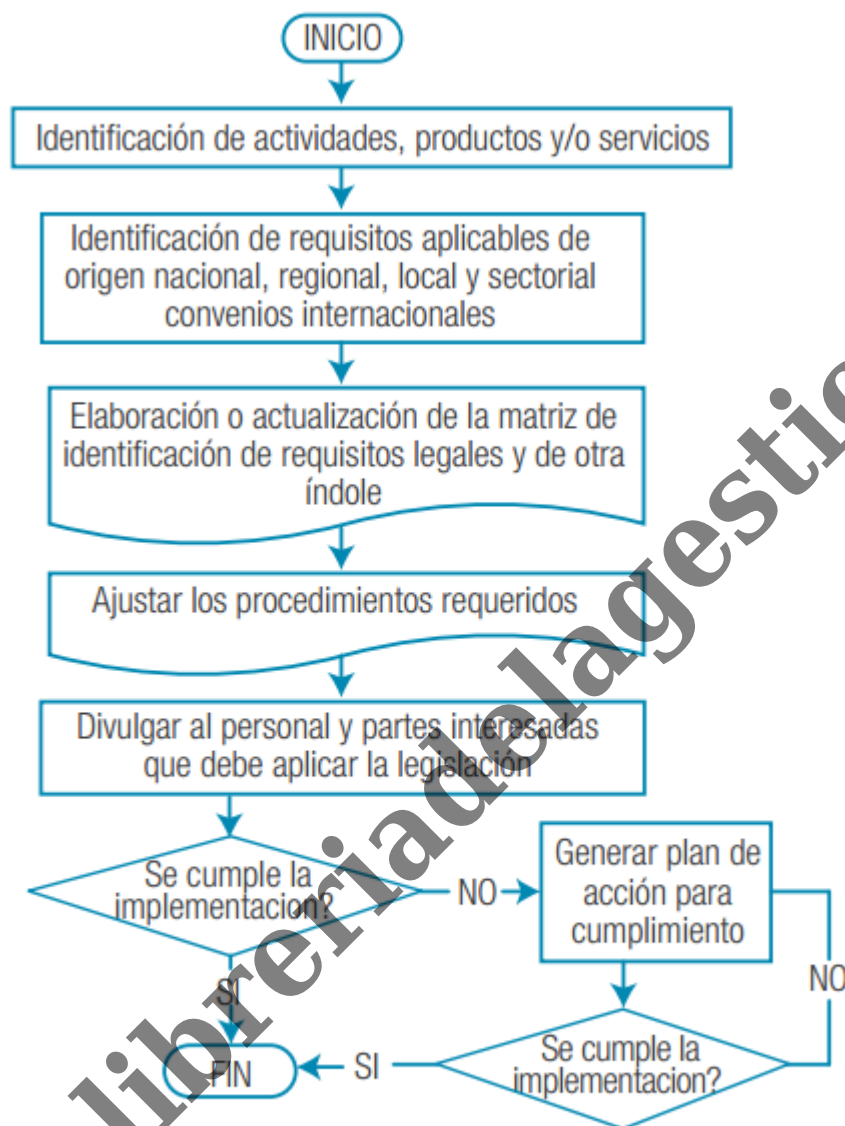 INICIO
Identificación de actividades, productos y/o servicios
Identificación de requisitos aplicables de
origen nacional, regional, local y sectorial
convenios internacionales
Elaboración o actualización de la matriz de
identificación de requisitos legales y de otra
índole
Ajustar los procedimientos requeridos
Divulgar al personal y partes interesadas
que debe aplicar la legislación
Se cumple la
implementacion?
NO
Generar plan de
acción para
cumplimiento
NO
SI
Se cumple la
implementacion?
SI
FIN
libreriadelagestio